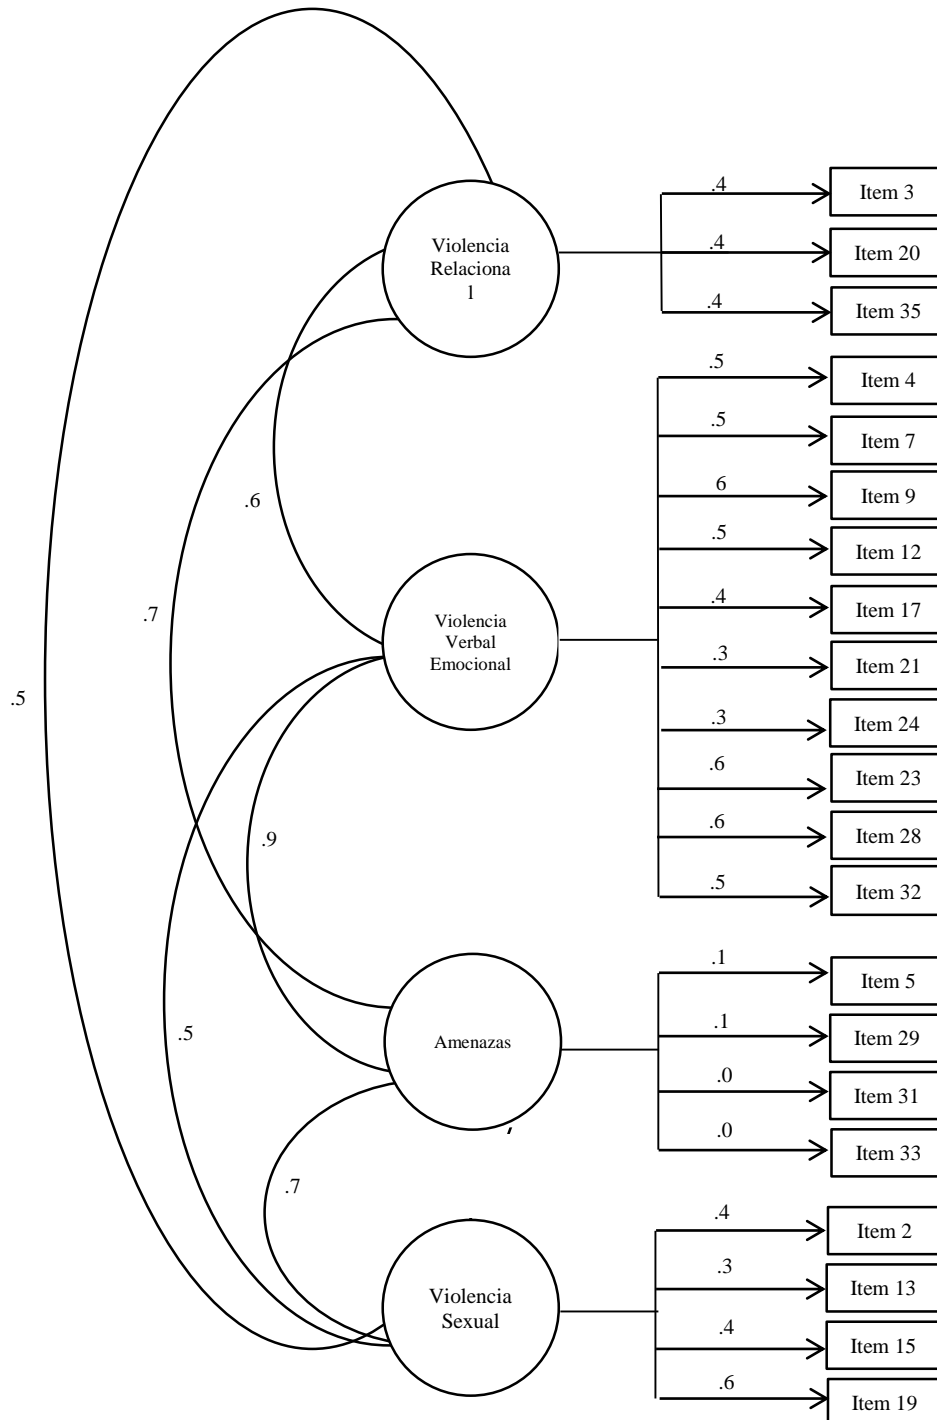 .4
Item 3
Violencia
Relaciona
l
.4
Item 20
.4
Item 35
.5
Item 4
.5
Item 7
.6
6
Item 9
.5
Item 12
.7
Violencia
Verbal
Emocional
.4
Item 17
.3
Item 21
.5
.3
Item 24
.6
Item 23
.9
.6
Item 28
.5
Item 32
.1
Item 5
.5
Amenazas
.1
Item 29
.0
Item 31
.0
Item 33
.7
.4
Item 2
Violencia
Sexual
.3
Item 13
.4
Item 15
.6
Item 19